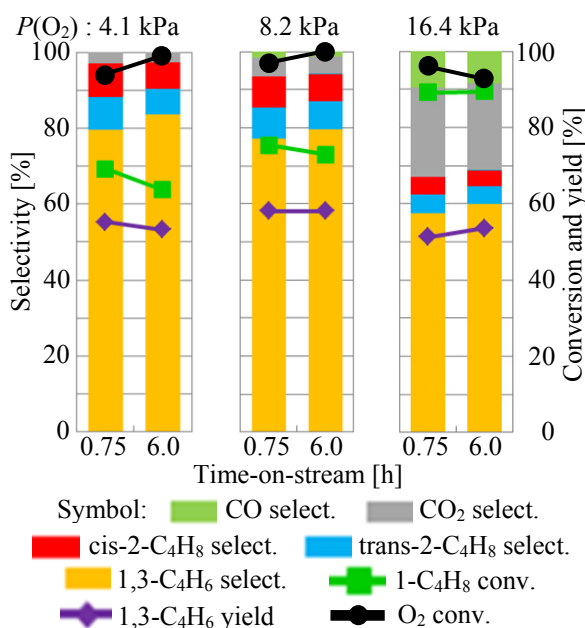 P(O₂) : 4.1 kPa 8.2 kPa 16.4 kPa
100 100
80 80
60 60
40 40
20 20
0 0
Selectivity [%]
Conversion and yield [%]
0.75 6.0 0.75 6.0 0.75 6.0
Time-on-stream [h]
Symbol: CO select. CO₂ select.
cis-2-C₄H₈ select. trans-2-C₄H₈ select.
1,3-C₄H₆ select. 1-C₄H₈ conv.
1,3-C₄H₆ yield O₂ conv.